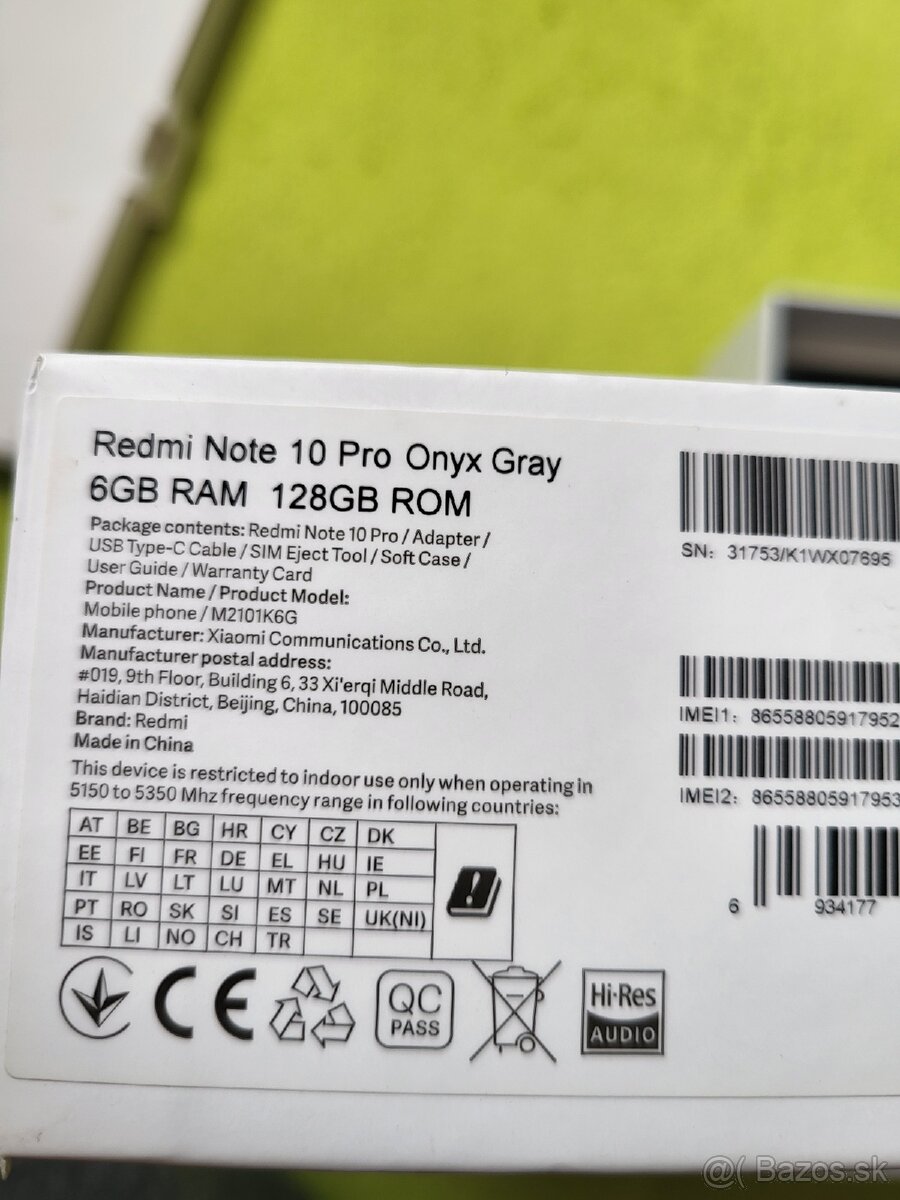 Redmi Note 10 Pro Onyx Gray
6GB RAM 128GB ROM
Package contents: Redmi Note 10 Pro / Adapter /
USB Type-C Cable / SIM Eject Tool / Soft Case /
User Guide / Warranty Card
Product Name / Product Model:
Mobile phone / M2101K6G
Manufacturer: Xiaomi Communications Co., Ltd.
Manufacturer postal address:
#019, 9th Floor, Building 6, 33 Xi'erqi Middle Road,
Haidian District, Beijing, China, 100085
Brand: Redmi
Made in China
This device is restricted to indoor use only when operating in
5150 to 5350 Mhz frequency range in following countries:
AT BE BG HR CY CZ DK
EE FI FR DE EL HU IE
IT LV LT LU MT NL PL
PT RO SK SI ES SE UK(NI)
IS LI NO CH TR
SN: 31753/K1WX07695
IMEI1: 86558805917952
IMEI2: 86558805917953
6 934177
CE
QC
PASS
Hi-Res
AUDIO
@( Bazos.sk